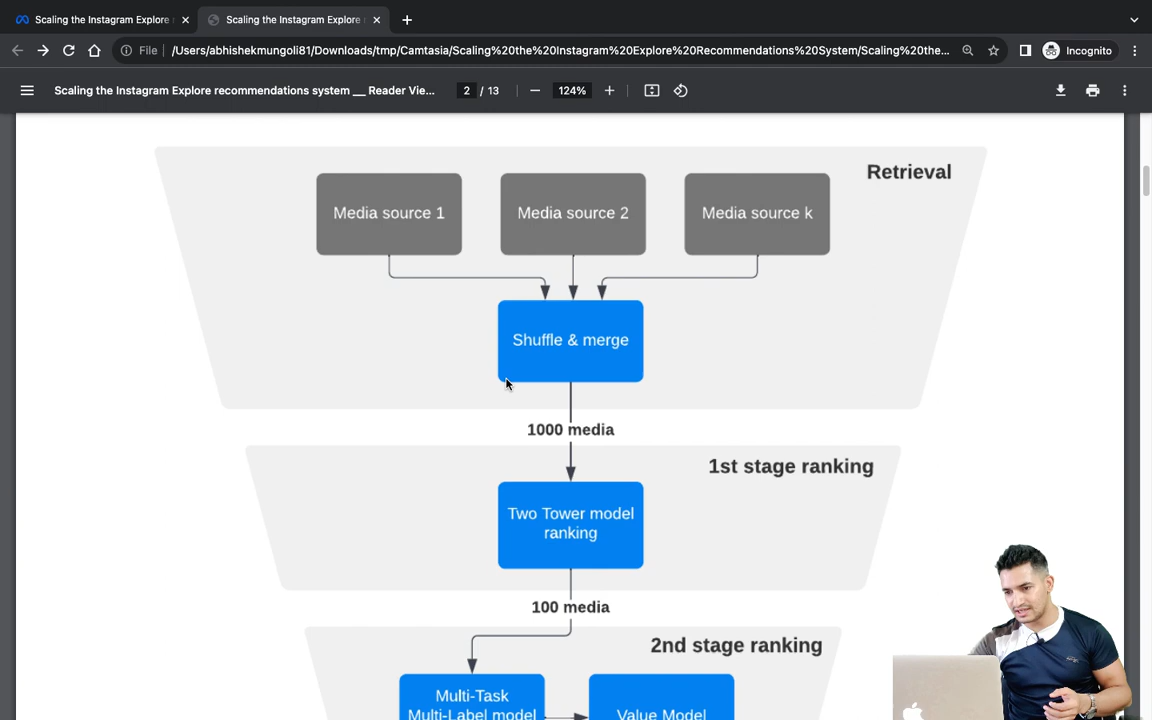 Scaling the Instagram Explore
Scaling the Instagram Explore
File
/Users/abhishekmungoli81/Downloads/tmp/Camtasia/Scaling%20the%20Instagram%20Explore%20Recommendations%20System/Scaling%20the...
Incognito
Scaling the Instagram Explore recommendations system __ Reader Vie...
2 / 13
124%
Retrieval
Media source 1
Media source 2
Media source k
Shuffle & merge
1000 media
1st stage ranking
Two Tower model
ranking
100 media
2nd stage ranking
Multi-Task
Multi-Label model
Value Model